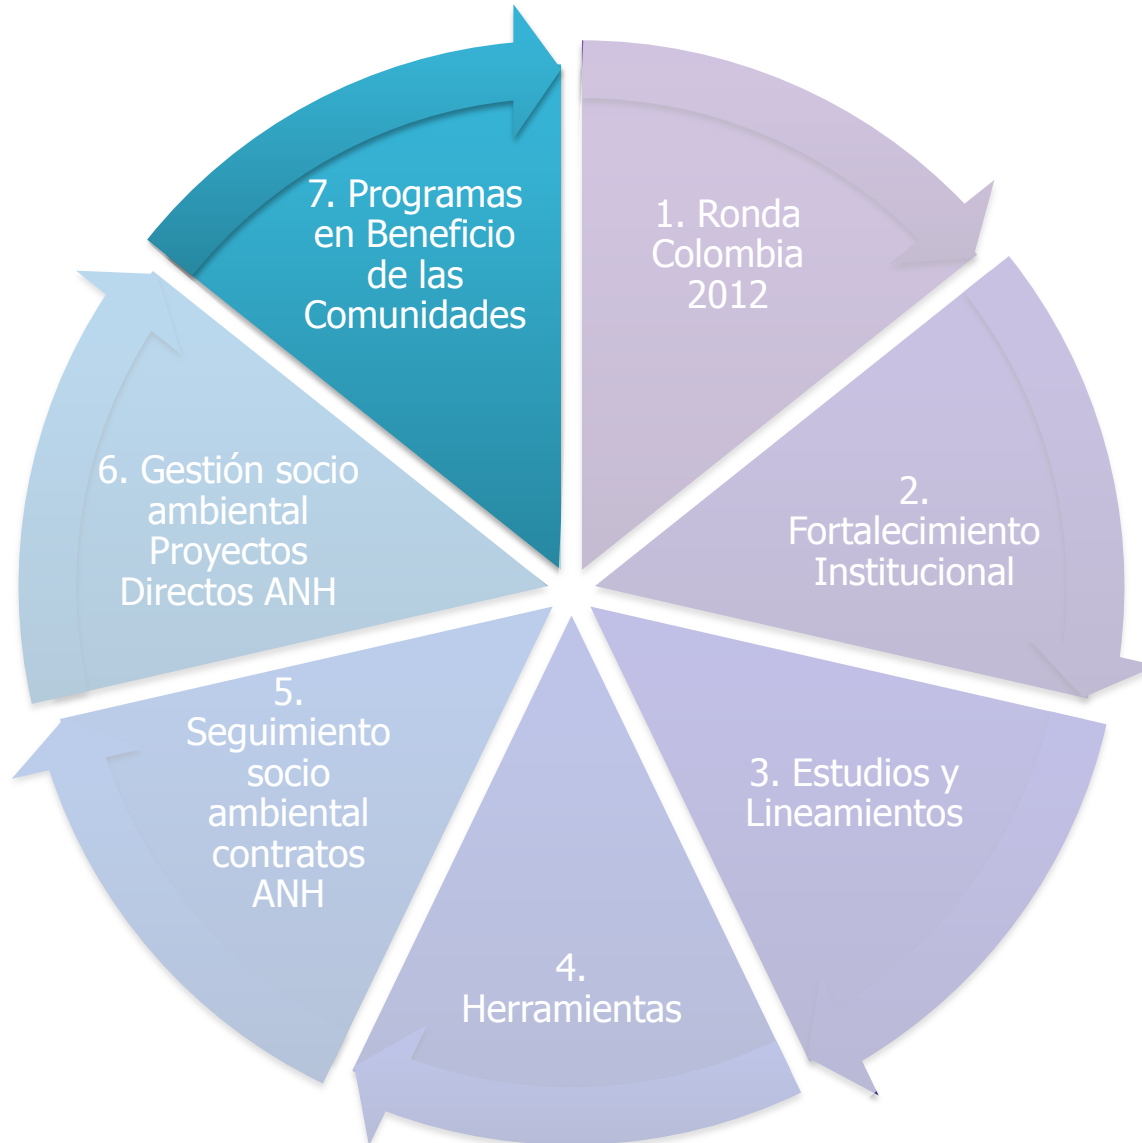 1. Ronda
Colombia
2012
2.
Fortalecimiento
Institucional
3. Estudios y
Lineamientos
4.
Herramientas
5.
Seguimiento
socio
ambiental
contratos
ANH
6. Gestión socio
ambiental
Proyectos
Directos ANH
7. Programas
en Beneficio
de las
Comunidades